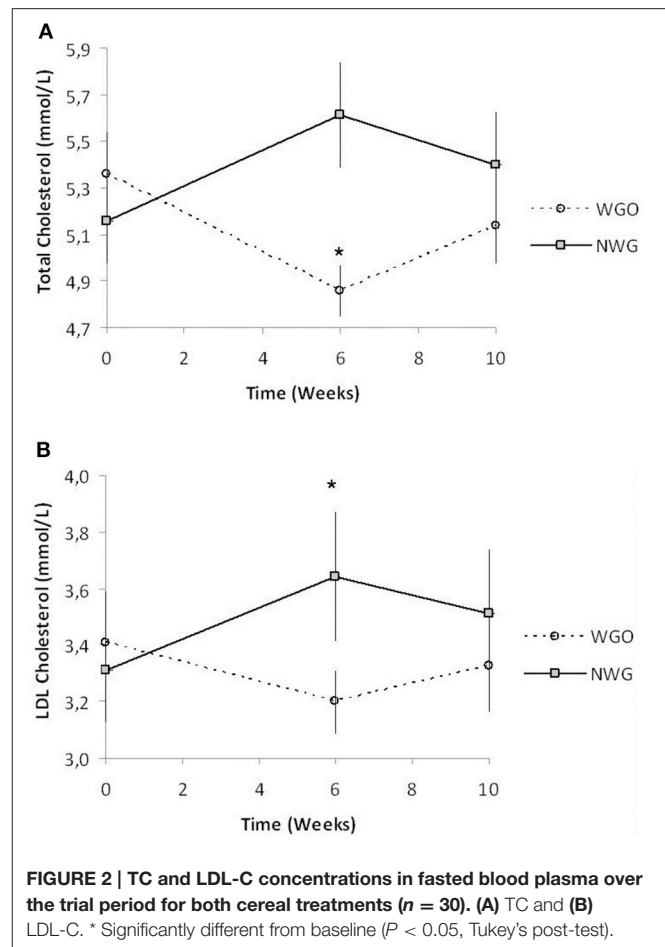 A
5,9
5,7
5,5
5,3
5,1
4,9
4,7
Total Cholesterol (mmol/L)
*
0 2 4 6 8 10
Time (Weeks)
WGO
NWG
B
4,0
3,8
3,6
3,4
3,2
3,0
LDL Cholesterol (mmol/L)
*
0 2 4 6 8 10
Time (Weeks)
WGO
NWG
FIGURE 2 | TC and LDL-C concentrations in fasted blood plasma over
the trial period for both cereal treatments (n = 30). (A) TC and (B)
LDL-C. * Significantly different from baseline (P < 0.05, Tukey's post-test).